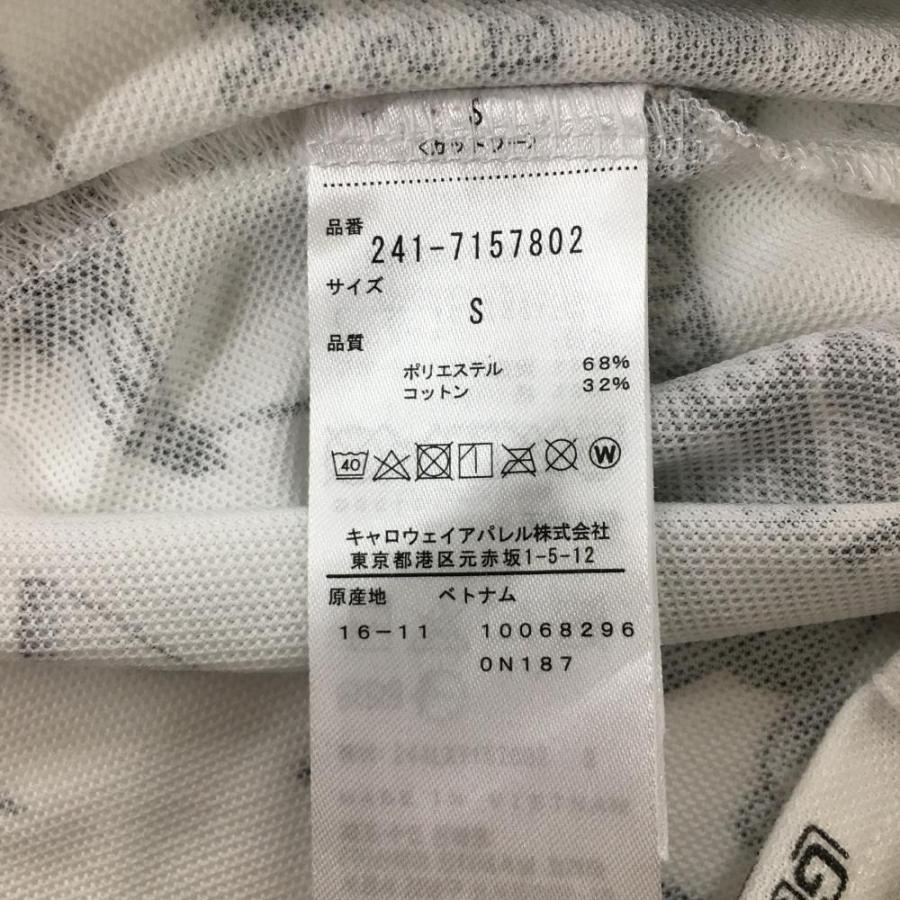 S
品番
241-7157802
サイズ
S
品質
ポリエステル 68%
コットン 32%
40
W
キャロウェイアパレル株式会社
東京都港区元赤坂1-5-12
原産地 ベトナム
16-11 10068296
0N187